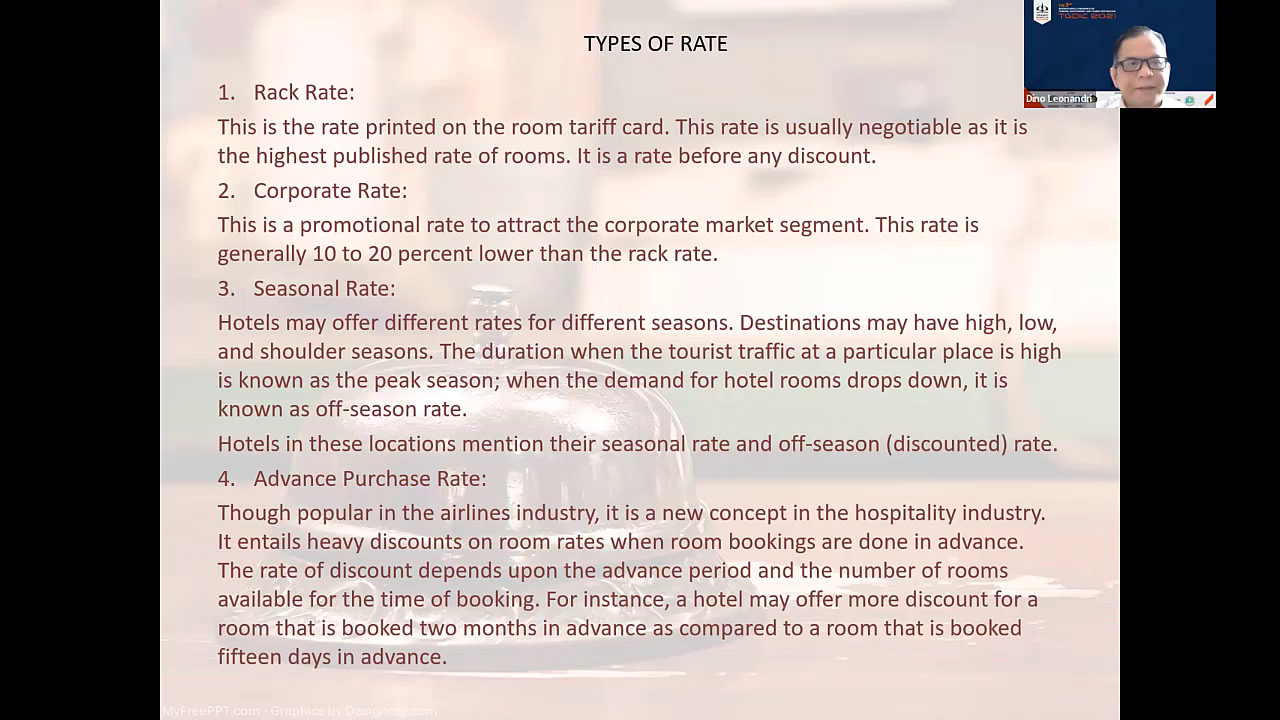 TYPES OF RATE
1. Rack Rate:
This is the rate printed on the room tariff card. This rate is usually negotiable as it is
the highest published rate of rooms. It is a rate before any discount.
2. Corporate Rate:
This is a promotional rate to attract the corporate market segment. This rate is
generally 10 to 20 percent lower than the rack rate.
3. Seasonal Rate:
Hotels may offer different rates for different seasons. Destinations may have high, low,
and shoulder seasons. The duration when the tourist traffic at a particular place is high
is known as the peak season; when the demand for hotel rooms drops down, it is
known as off-season rate.
Hotels in these locations mention their seasonal rate and off-season (discounted) rate.
4. Advance Purchase Rate:
Though popular in the airlines industry, it is a new concept in the hospitality industry.
It entails heavy discounts on room rates when room bookings are done in advance.
The rate of discount depends upon the advance period and the number of rooms
available for the time of booking. For instance, a hotel may offer more discount for a
room that is booked two months in advance as compared to a room that is booked
fifteen days in advance.
MyFreePPT.com - Graphics by Designozy.com
TGDIC 2021
Dino Leonandri